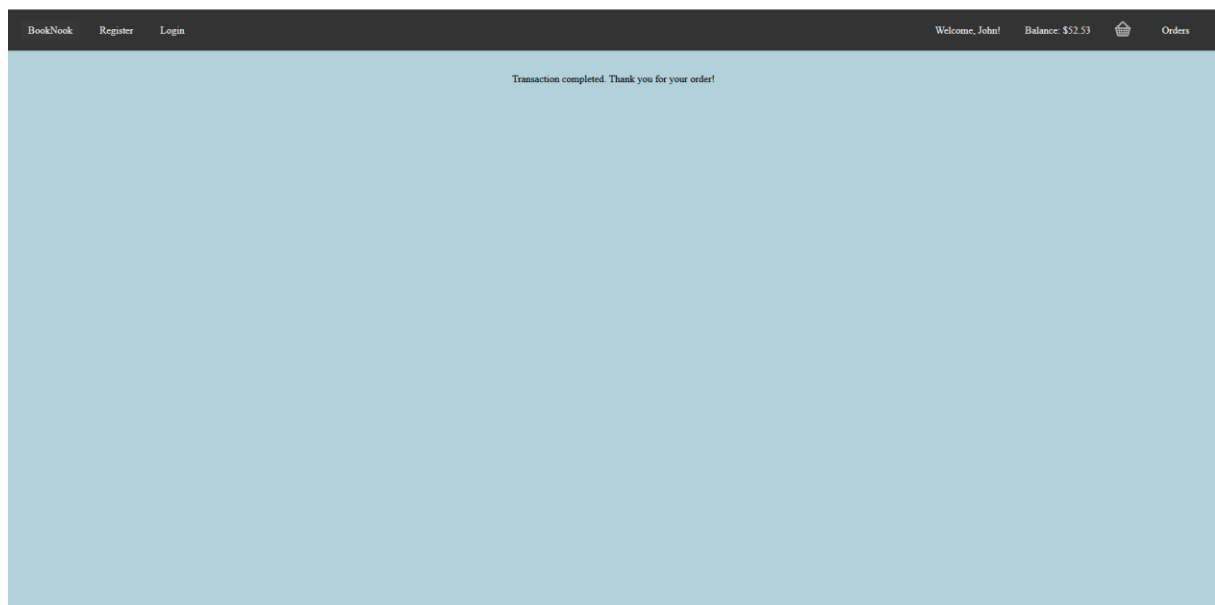 BookNook Register Login Welcome, John! Balance: $52.53 Orders
Transaction completed. Thank you for your order!